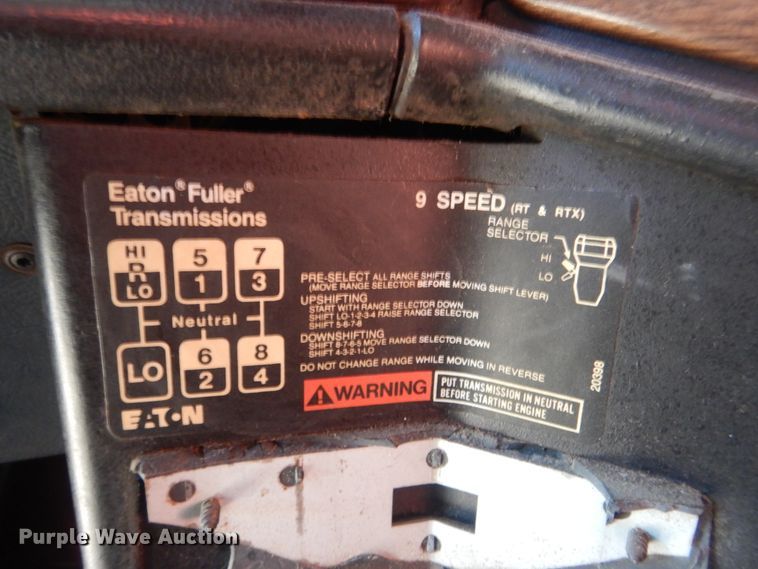 Eaton® Fuller®
Transmissions
9 SPEED (RT & RTX)
RANGE
SELECTOR
HI
LO
HI
R
LO
5
1
7
3
Neutral
LO
6
2
8
4
EAT•N
PRE-SELECT ALL RANGE SHIFTS
(MOVE RANGE SELECTOR BEFORE MOVING SHIFT LEVER)
UPSHIFTING
START WITH RANGE SELECTOR DOWN
SHIFT LO-1-2-3-4 RAISE RANGE SELECTOR
SHIFT 5-6-7-8
DOWNSHIFTING
SHIFT 8-7-6-5 MOVE RANGE SELECTOR DOWN
SHIFT 4-3-2-1-LO
DO NOT CHANGE RANGE WHILE MOVING IN REVERSE
WARNING
PUT TRANSMISSION IN NEUTRAL
BEFORE STARTING ENGINE
20398
Purple Wave Auction